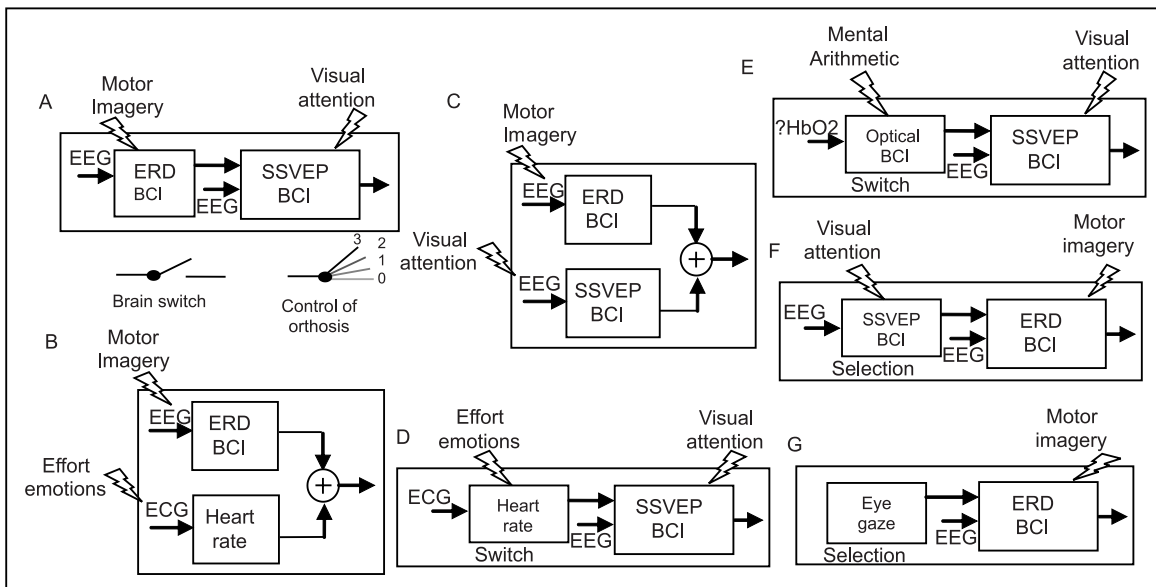 A
Motor
Imagery
Visual
attention
EEG
ERD
BCI
EEG
SSVEP
BCI
Brain switch
3
2
1
0
Control of
orthosis
B
Motor
Imagery
EEG
ERD
BCI
+
Effort
emotions
ECG
Heart
rate
C
Motor
Imagery
EEG
ERD
BCI
+
Visual
attention
EEG
SSVEP
BCI
D
Effort
emotions
Visual
attention
ECG
Heart
rate
Switch
EEG
SSVEP
BCI
E
Mental
Arithmetic
Visual
attention
?HbO2
Optical
BCI
Switch
EEG
SSVEP
BCI
F
Visual
attention
Motor
imagery
EEG
SSVEP
BCI
Selection
EEG
ERD
BCI
G
Motor
imagery
Eye
gaze
Selection
EEG
ERD
BCI